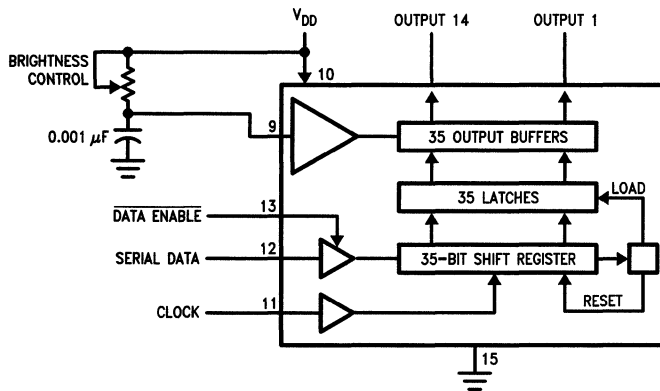 V_DD
OUTPUT 14
OUTPUT 1
BRIGHTNESS
CONTROL
10
9
0.001 μF
35 OUTPUT BUFFERS
35 LATCHES
LOAD
DATA ENABLE
13
SERIAL DATA
12
35-BIT SHIFT REGISTER
RESET
CLOCK
11
15